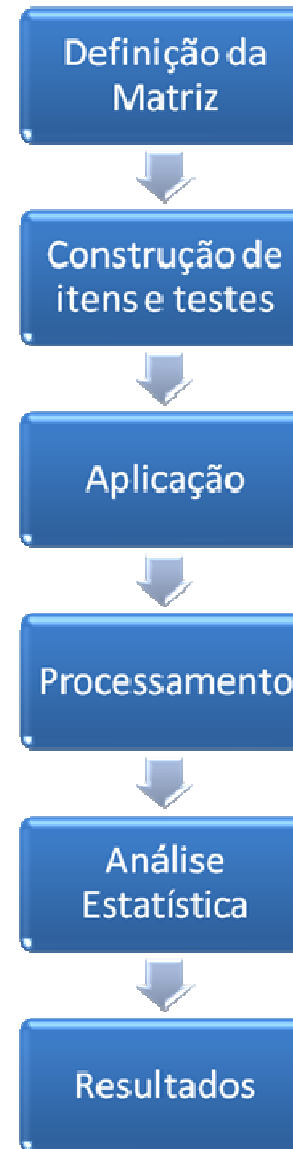 Definição da
Matriz
Construção de
itens e testes
Aplicação
Processamento
Análise
Estatística
Resultados